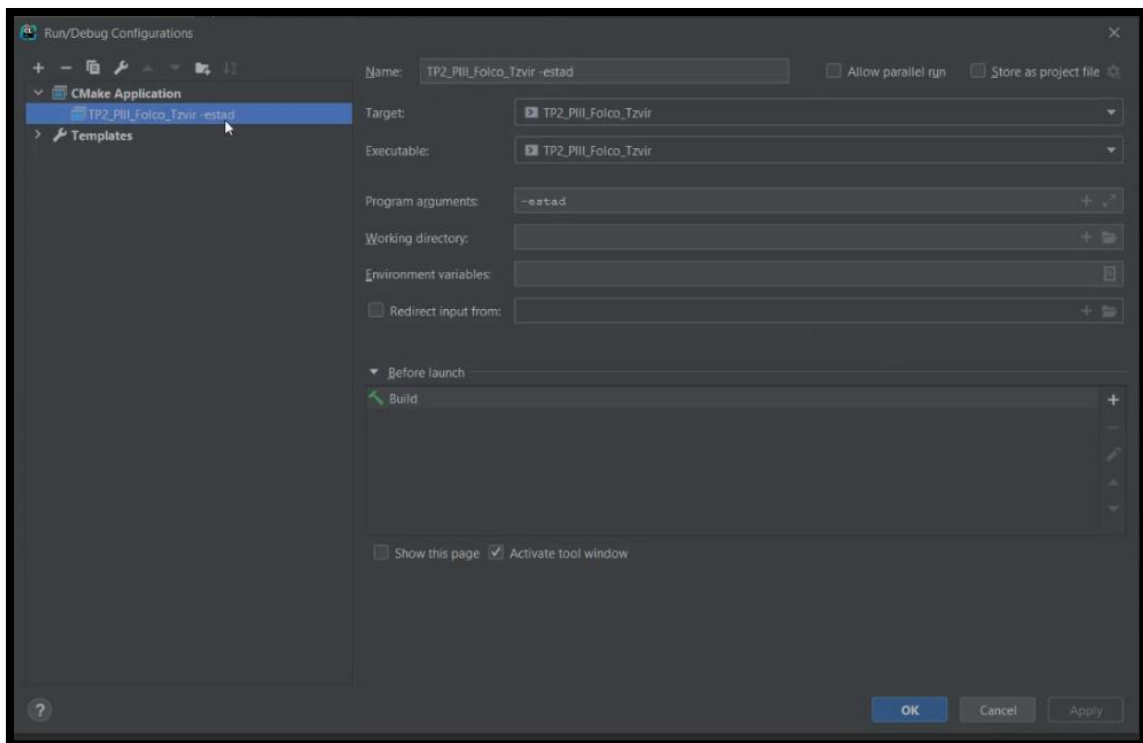 CL
Run/Debug Configurations
CMake Application
TP2_PIII_Folco_Tzvir -estad
Templates
Name: TP2_PIII_Folco_Tzvir -estad
Allow parallel run
Store as project file
Target: TP2_PIII_Folco_Tzvir
Executable: TP2_PIII_Folco_Tzvir
Program arguments: -estad
Working directory:
Environment variables:
Redirect input from:
Before launch
Build
Show this page
Activate tool window
?
OK
Cancel
Apply